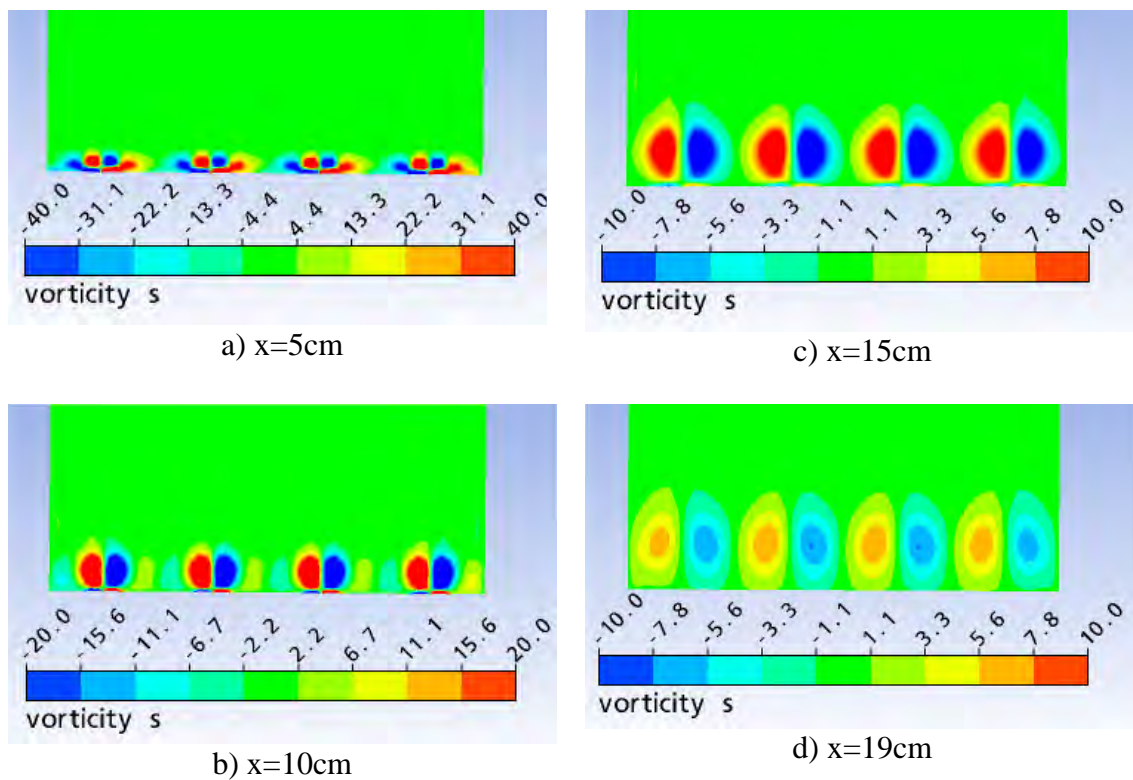 -40.0 -31.1 -22.2 -13.3 -4.4 4.4 13.3 22.2 31.1 40.0
vorticity s
a) x=5cm
-10.0 -7.8 -5.6 -3.3 -1.1 1.1 3.3 5.6 7.8 10.0
vorticity s
c) x=15cm
-20.0 -15.6 -11.1 -6.7 -2.2 2.2 6.7 11.1 15.6 20.0
vorticity s
b) x=10cm
-10.0 -7.8 -5.6 -3.3 -1.1 1.1 3.3 5.6 7.8 10.0
vorticity s
d) x=19cm